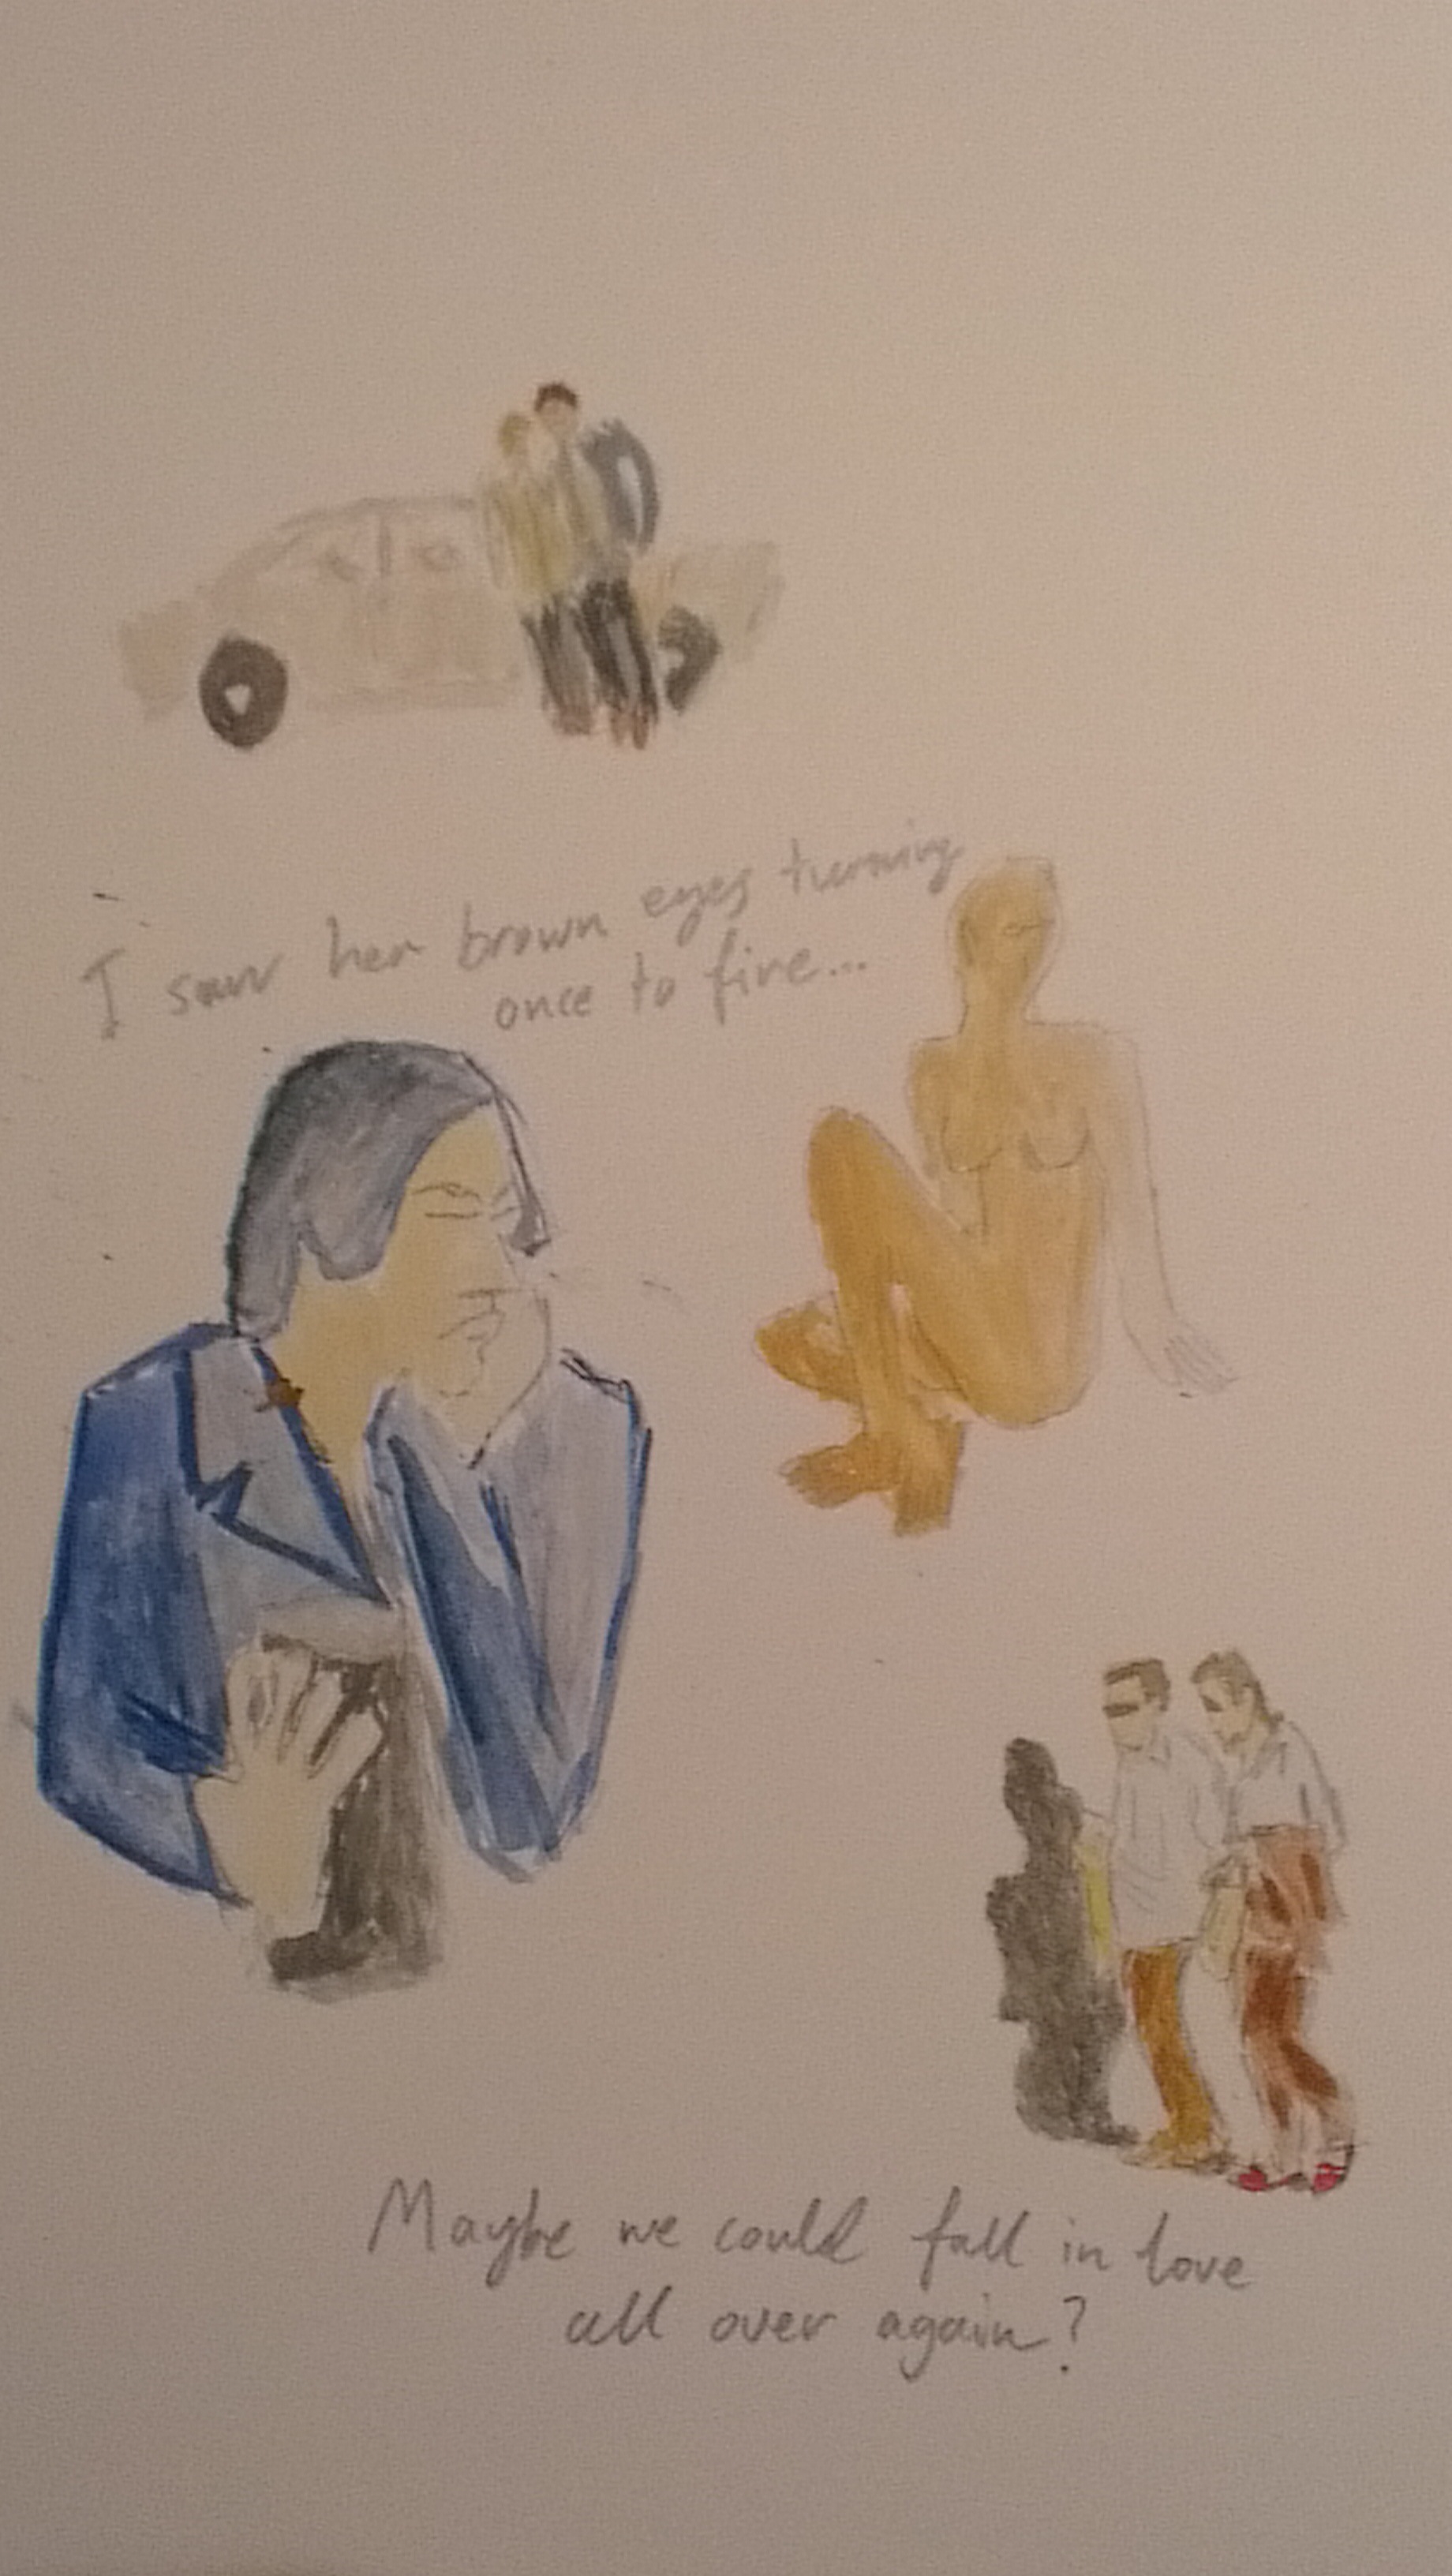 I saw her brown eyes turning
once to fire...
Maybe we could fall in love
all over again?